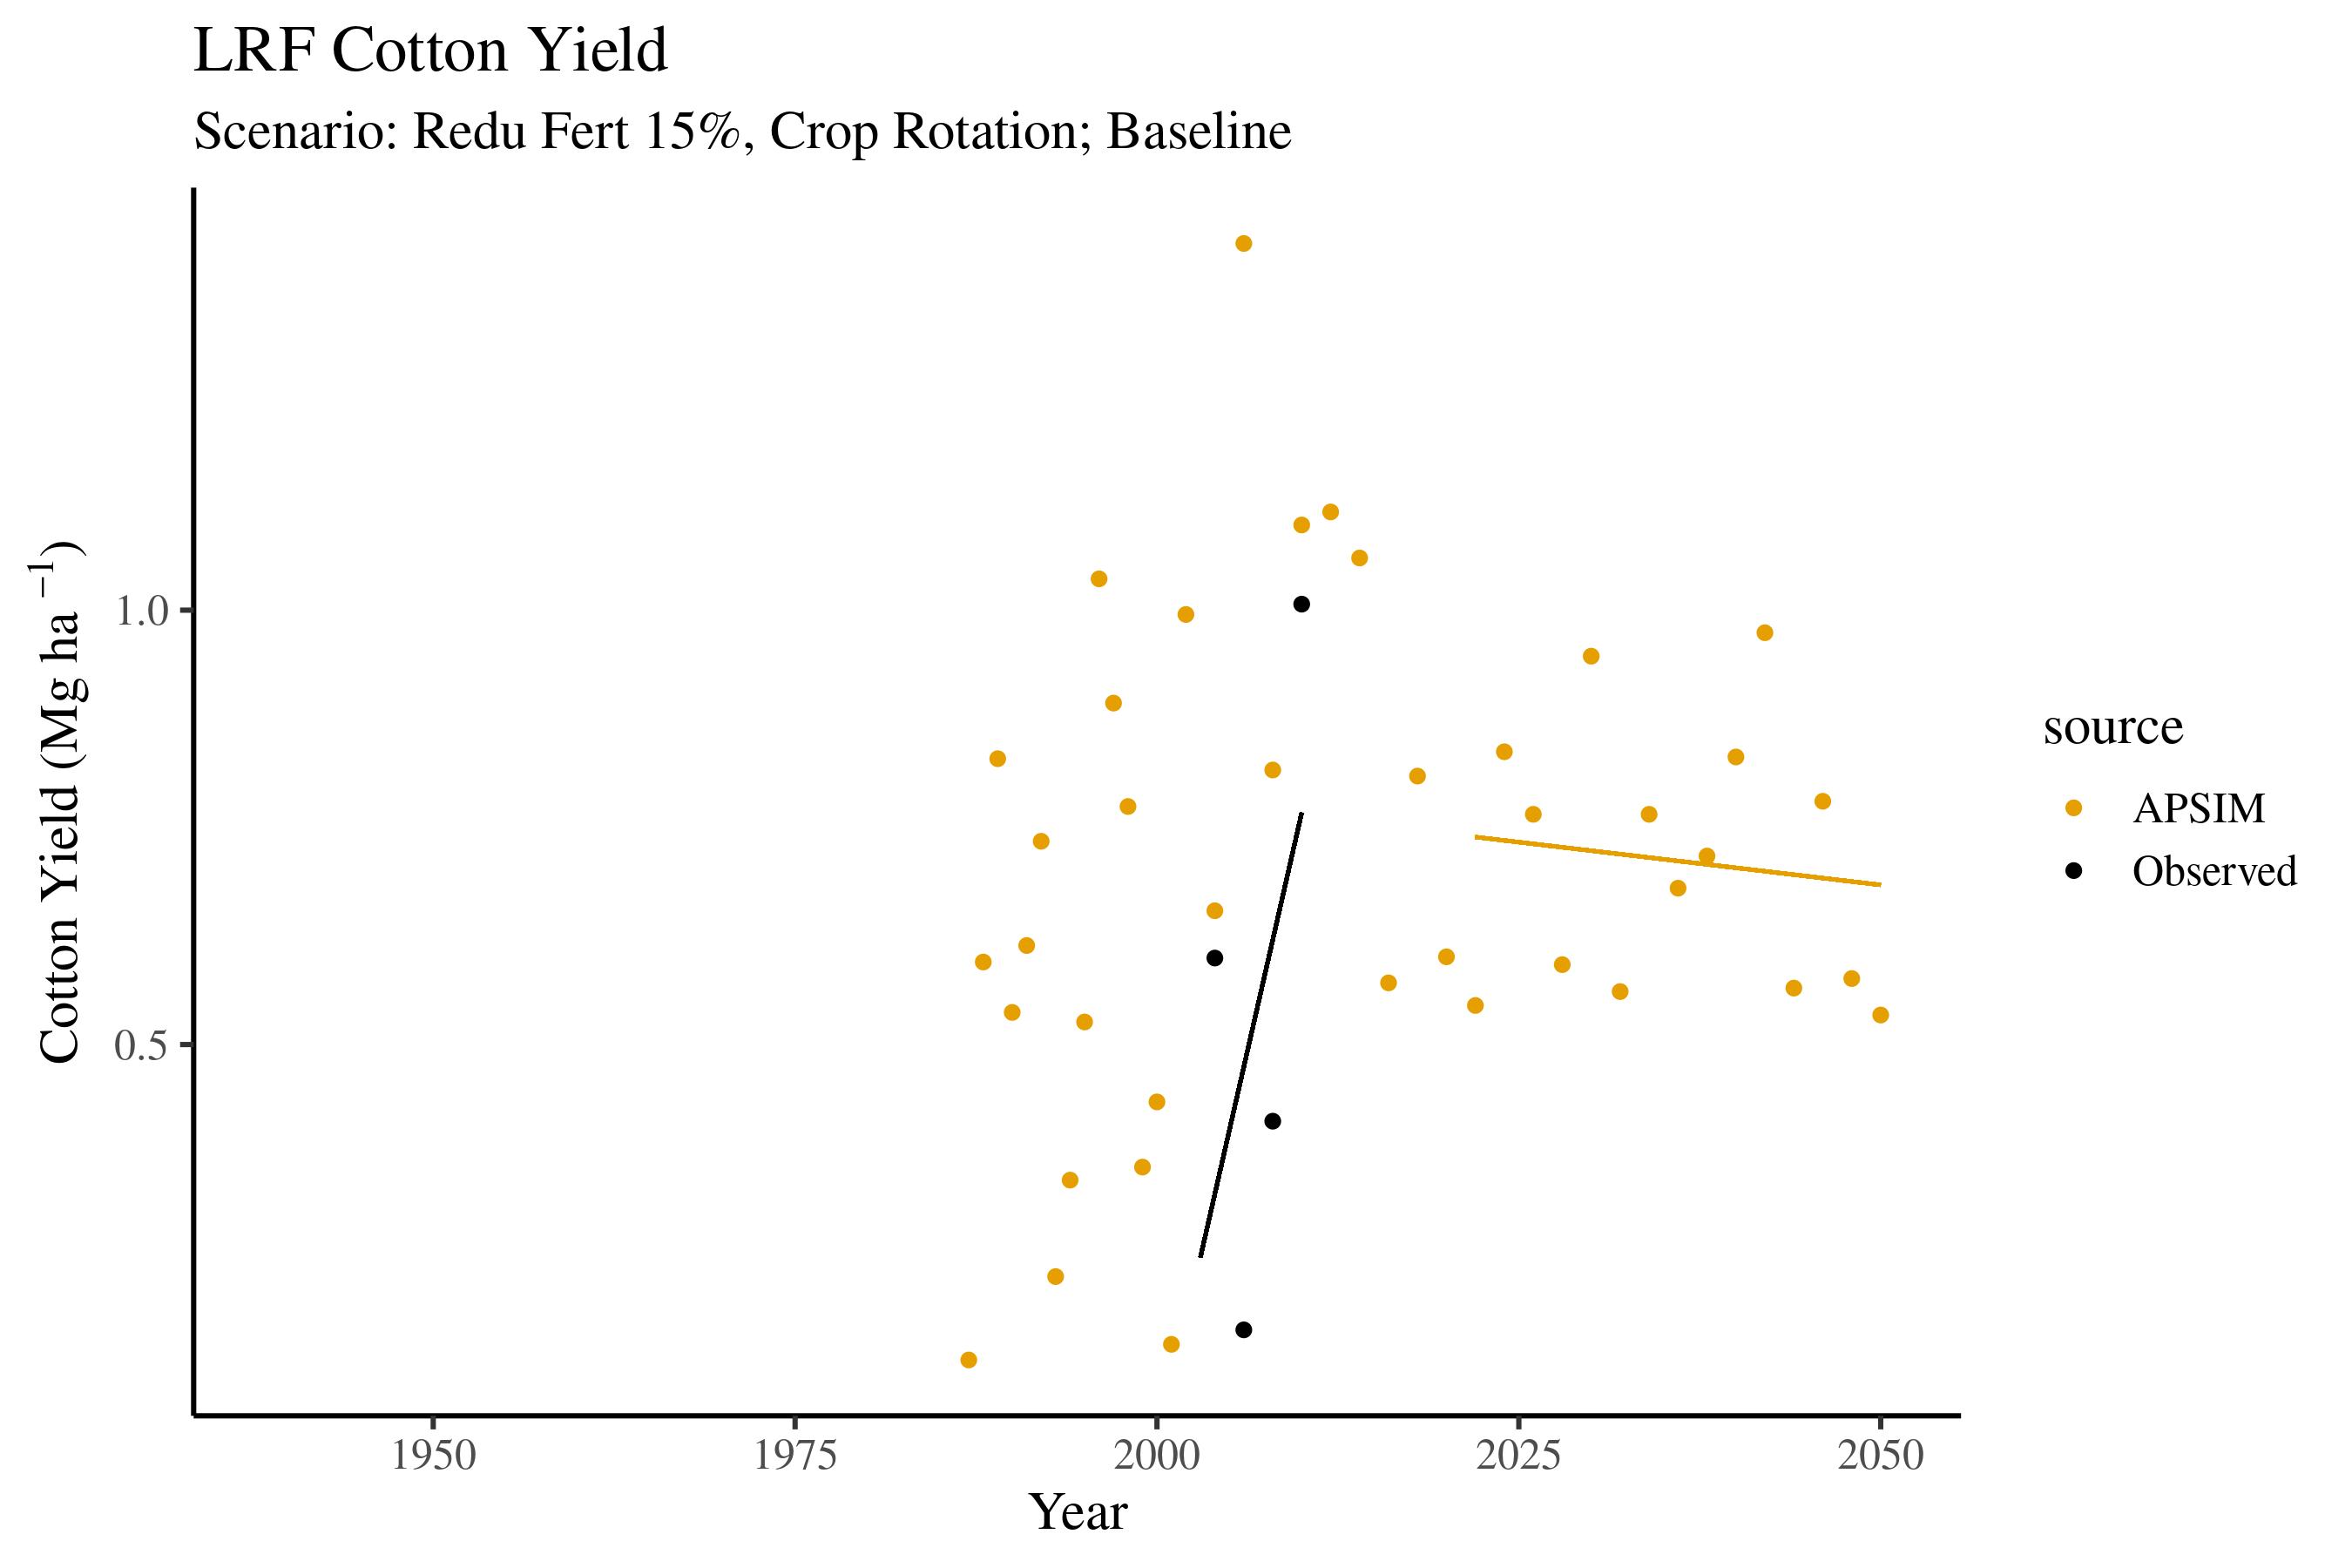 LRF Cotton Yield
Scenario: Redu Fert 15%, Crop Rotation; Baseline
Cotton Yield (Mg ha −1)
1.0
0.5
1950
1975
2000
2025
2050
Year
source
APSIM
Observed